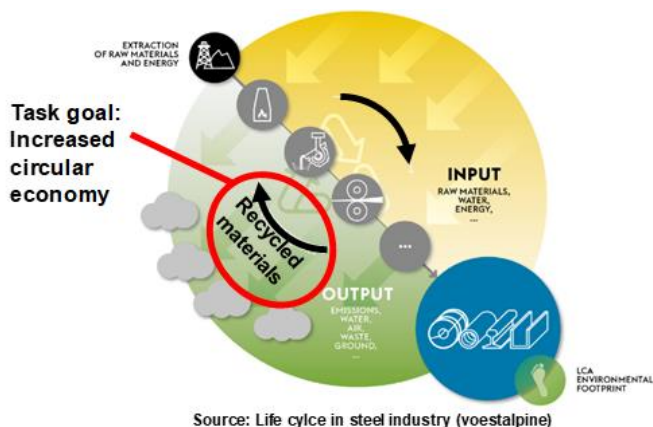 EXTRACTION
OF RAW MATERIALS
AND ENERGY
Task goal:
Increased
circular
economy
INPUT
RAW MATERIALS,
WATER,
ENERGY,
...
Recycled
materials
...
OUTPUT
EMISSIONS,
WATER,
AIR,
WASTE,
GROUND,
...
LCA
ENVIRONMENTAL
FOOTPRINT
Source: Life cylce in steel industry (voestalpine)